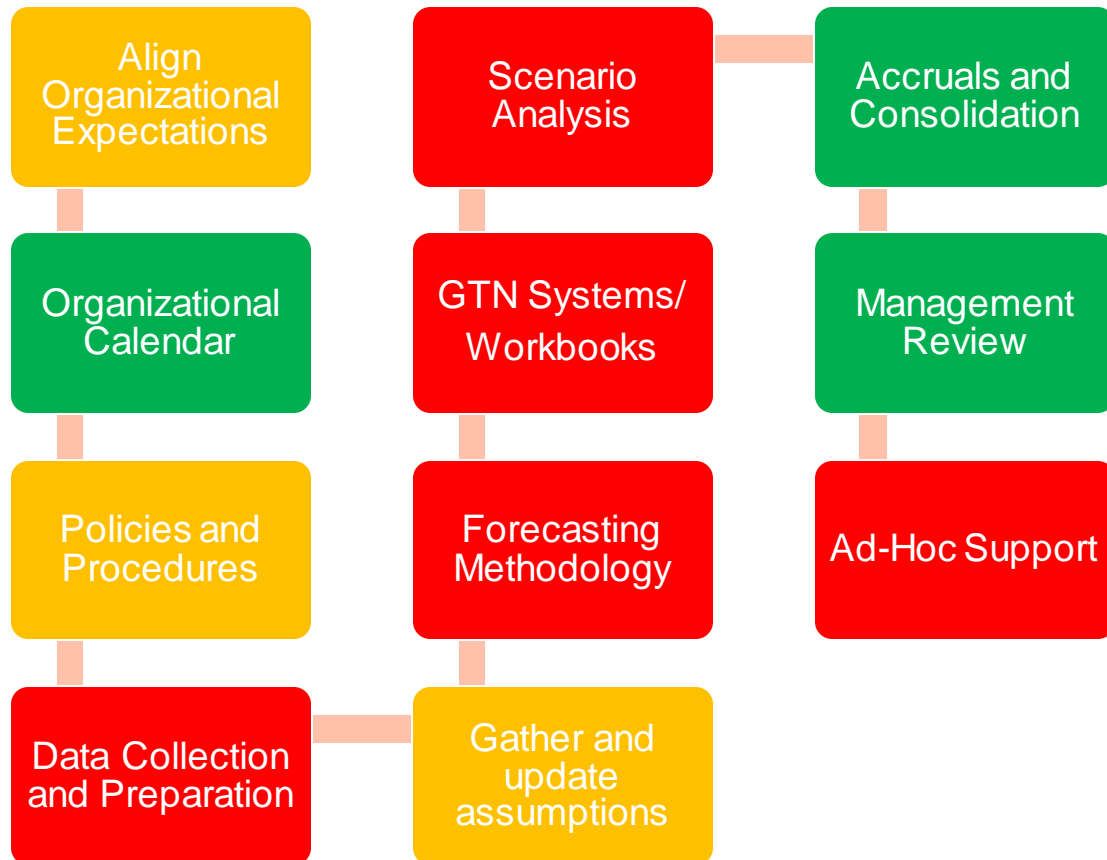 Align
Organizational
Expectations
Organizational
Calendar
Policies and
Procedures
Data Collection
and Preparation
Gather and
update
assumptions
Forecasting
Methodology
GTN Systems/
Workbooks
Scenario
Analysis
Accruals and
Consolidation
Management
Review
Ad-Hoc Support